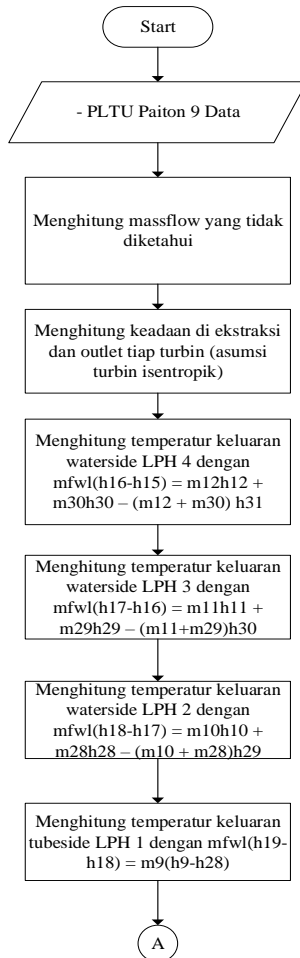 Start
- PLTU Paiton 9 Data
Menghitung massflow yang tidak
diketahui
Menghitung keadaan di ekstraksi
dan outlet tiap turbin (asumsi
turbin isentropik)
Menghitung temperatur keluaran
waterside LPH 4 dengan
mfwl(h16-h15) = m12h12 +
m30h30 – (m12 + m30) h31
Menghitung temperatur keluaran
waterside LPH 3 dengan
mfwl(h17-h16) = m11h11 +
m29h29 – (m11+m29)h30
Menghitung temperatur keluaran
waterside LPH 2 dengan
mfwl(h18-h17) = m10h10 +
m28h28 – (m10 + m28)h29
Menghitung temperatur keluaran
tubeside LPH 1 dengan mfwl(h19-
h18) = m9(h9-h28)
A